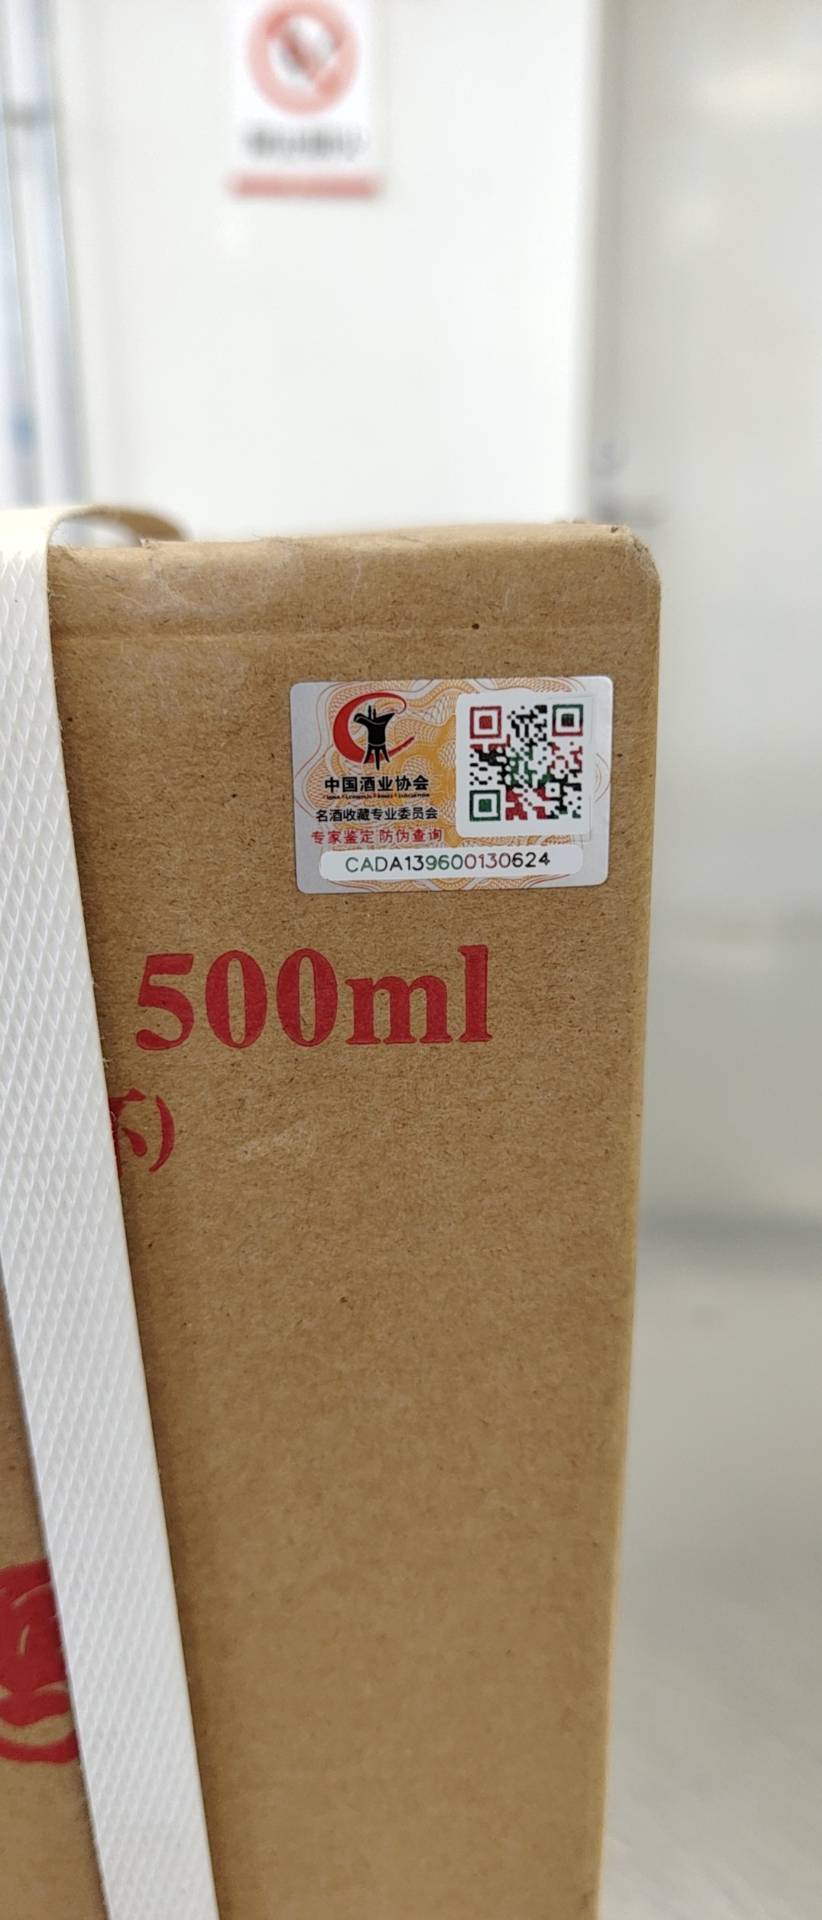 中国酒业协会
名酒收藏专业委员会
专家鉴定 防伪查询
CADA139600130624
500ml